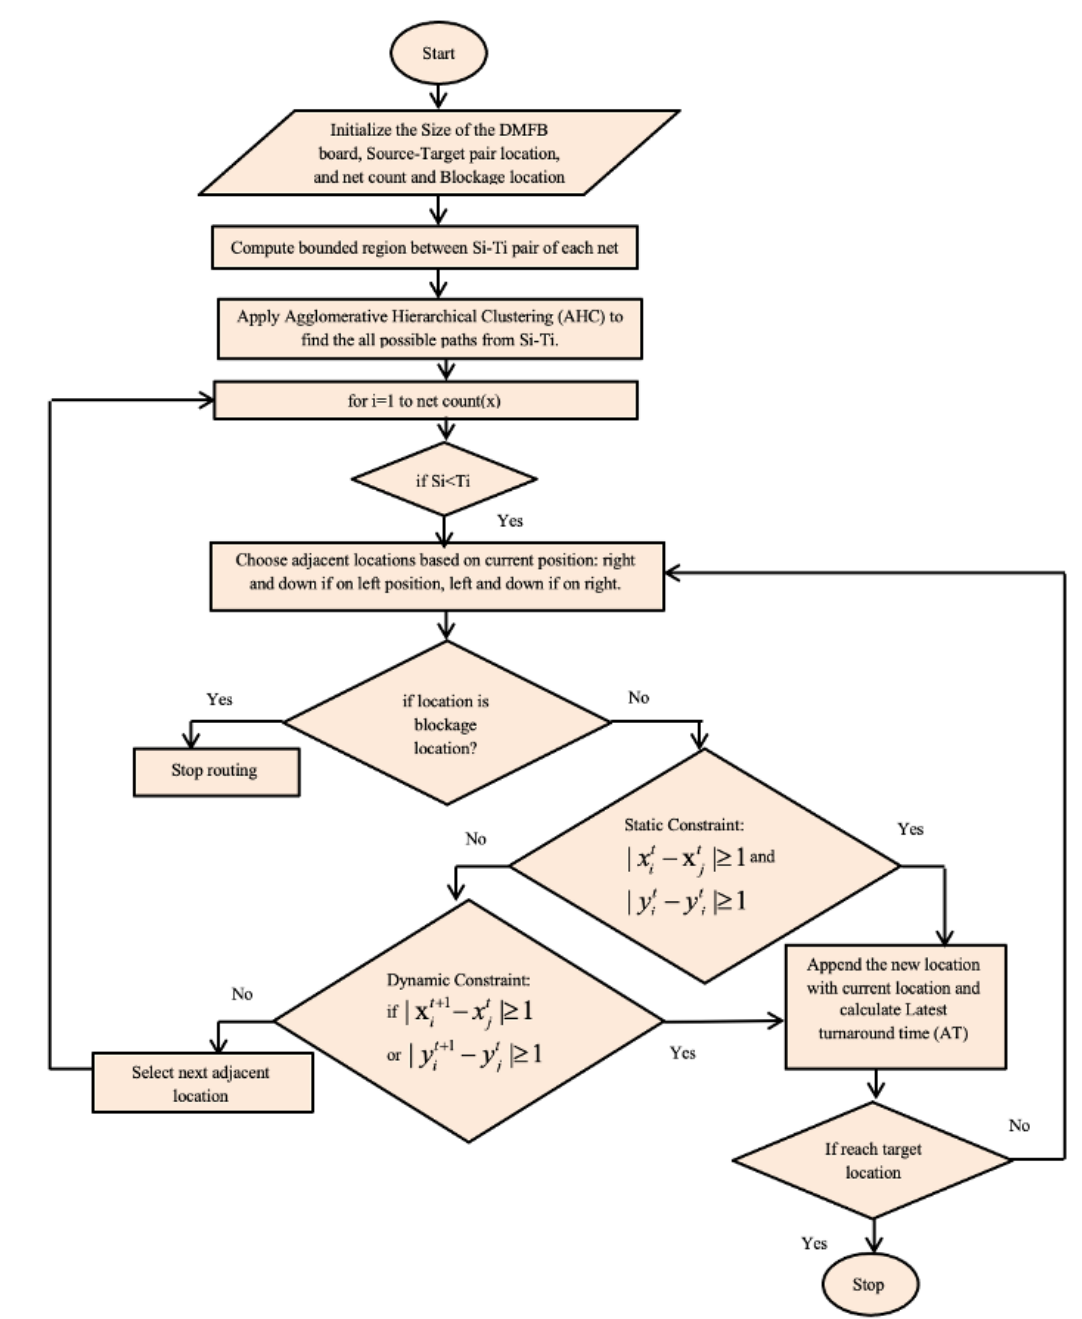 Start
Initialize the Size of the DMFB
board, Source-Target pair location,
and net count and Blockage location
Compute bounded region between Si-Ti pair of each net
Apply Agglomerative Hierarchical Clustering (AHC) to
find the all possible paths from Si-Ti.
for i=1 to net count(x)
if Si<Ti
Yes
Choose adjacent locations based on current position: right
and down if on left position, left and down if on right.
if location is
blockage
location?
Yes
No
Stop routing
Static Constraint:
| x_i^t − x_j^t |≥1 and
| y_i^t − y_i^t |≥1
No
Yes
Dynamic Constraint:
if | x_i^{t+1} − x_j^t |≥1
or | y_i^{t+1} − y_j^t |≥1
No
Yes
Select next adjacent
location
Append the new location
with current location and
calculate Latest
turnaround time (AT)
If reach target
location
No
Yes
Stop